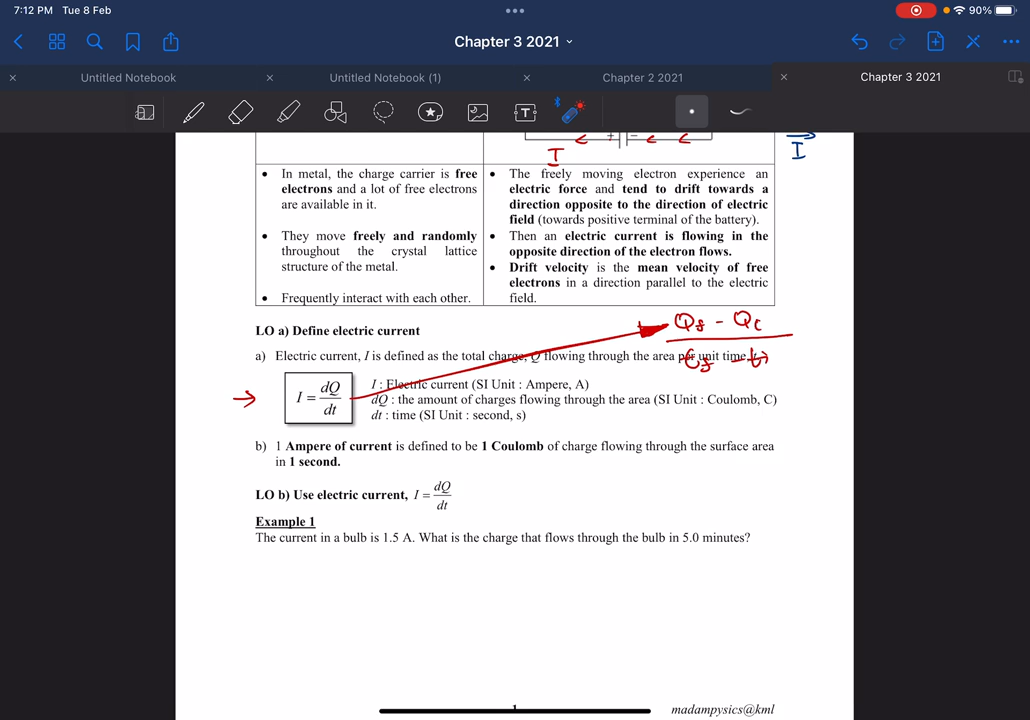 7:12 PM Tue 8 Feb
90%
Chapter 3 2021
Untitled Notebook
Untitled Notebook (1)
Chapter 2 2021
Chapter 3 2021
I
+ −
I
• In metal, the charge carrier is free
electrons and a lot of free electrons
are available in it.
• They move freely and randomly
throughout the crystal lattice
structure of the metal.
• Frequently interact with each other.
• The freely moving electron experience an
electric force and tend to drift towards a
direction opposite to the direction of electric
field (towards positive terminal of the battery).
• Then an electric current is flowing in the
opposite direction of the electron flows.
• Drift velocity is the mean velocity of free
electrons in a direction parallel to the electric
field.
LO a) Define electric current
Qf - Qi
a) Electric current, I is defined as the total charge, Q flowing through the area per unit time, t
tf - ti
I = dQ/dt
I : Electric current (SI Unit : Ampere, A)
dQ : the amount of charges flowing through the area (SI Unit : Coulomb, C)
dt : time (SI Unit : second, s)
b) 1 Ampere of current is defined to be 1 Coulomb of charge flowing through the surface area
in 1 second.
LO b) Use electric current, I = dQ/dt
Example 1
The current in a bulb is 1.5 A. What is the charge that flows through the bulb in 5.0 minutes?
1
madampysics@kml